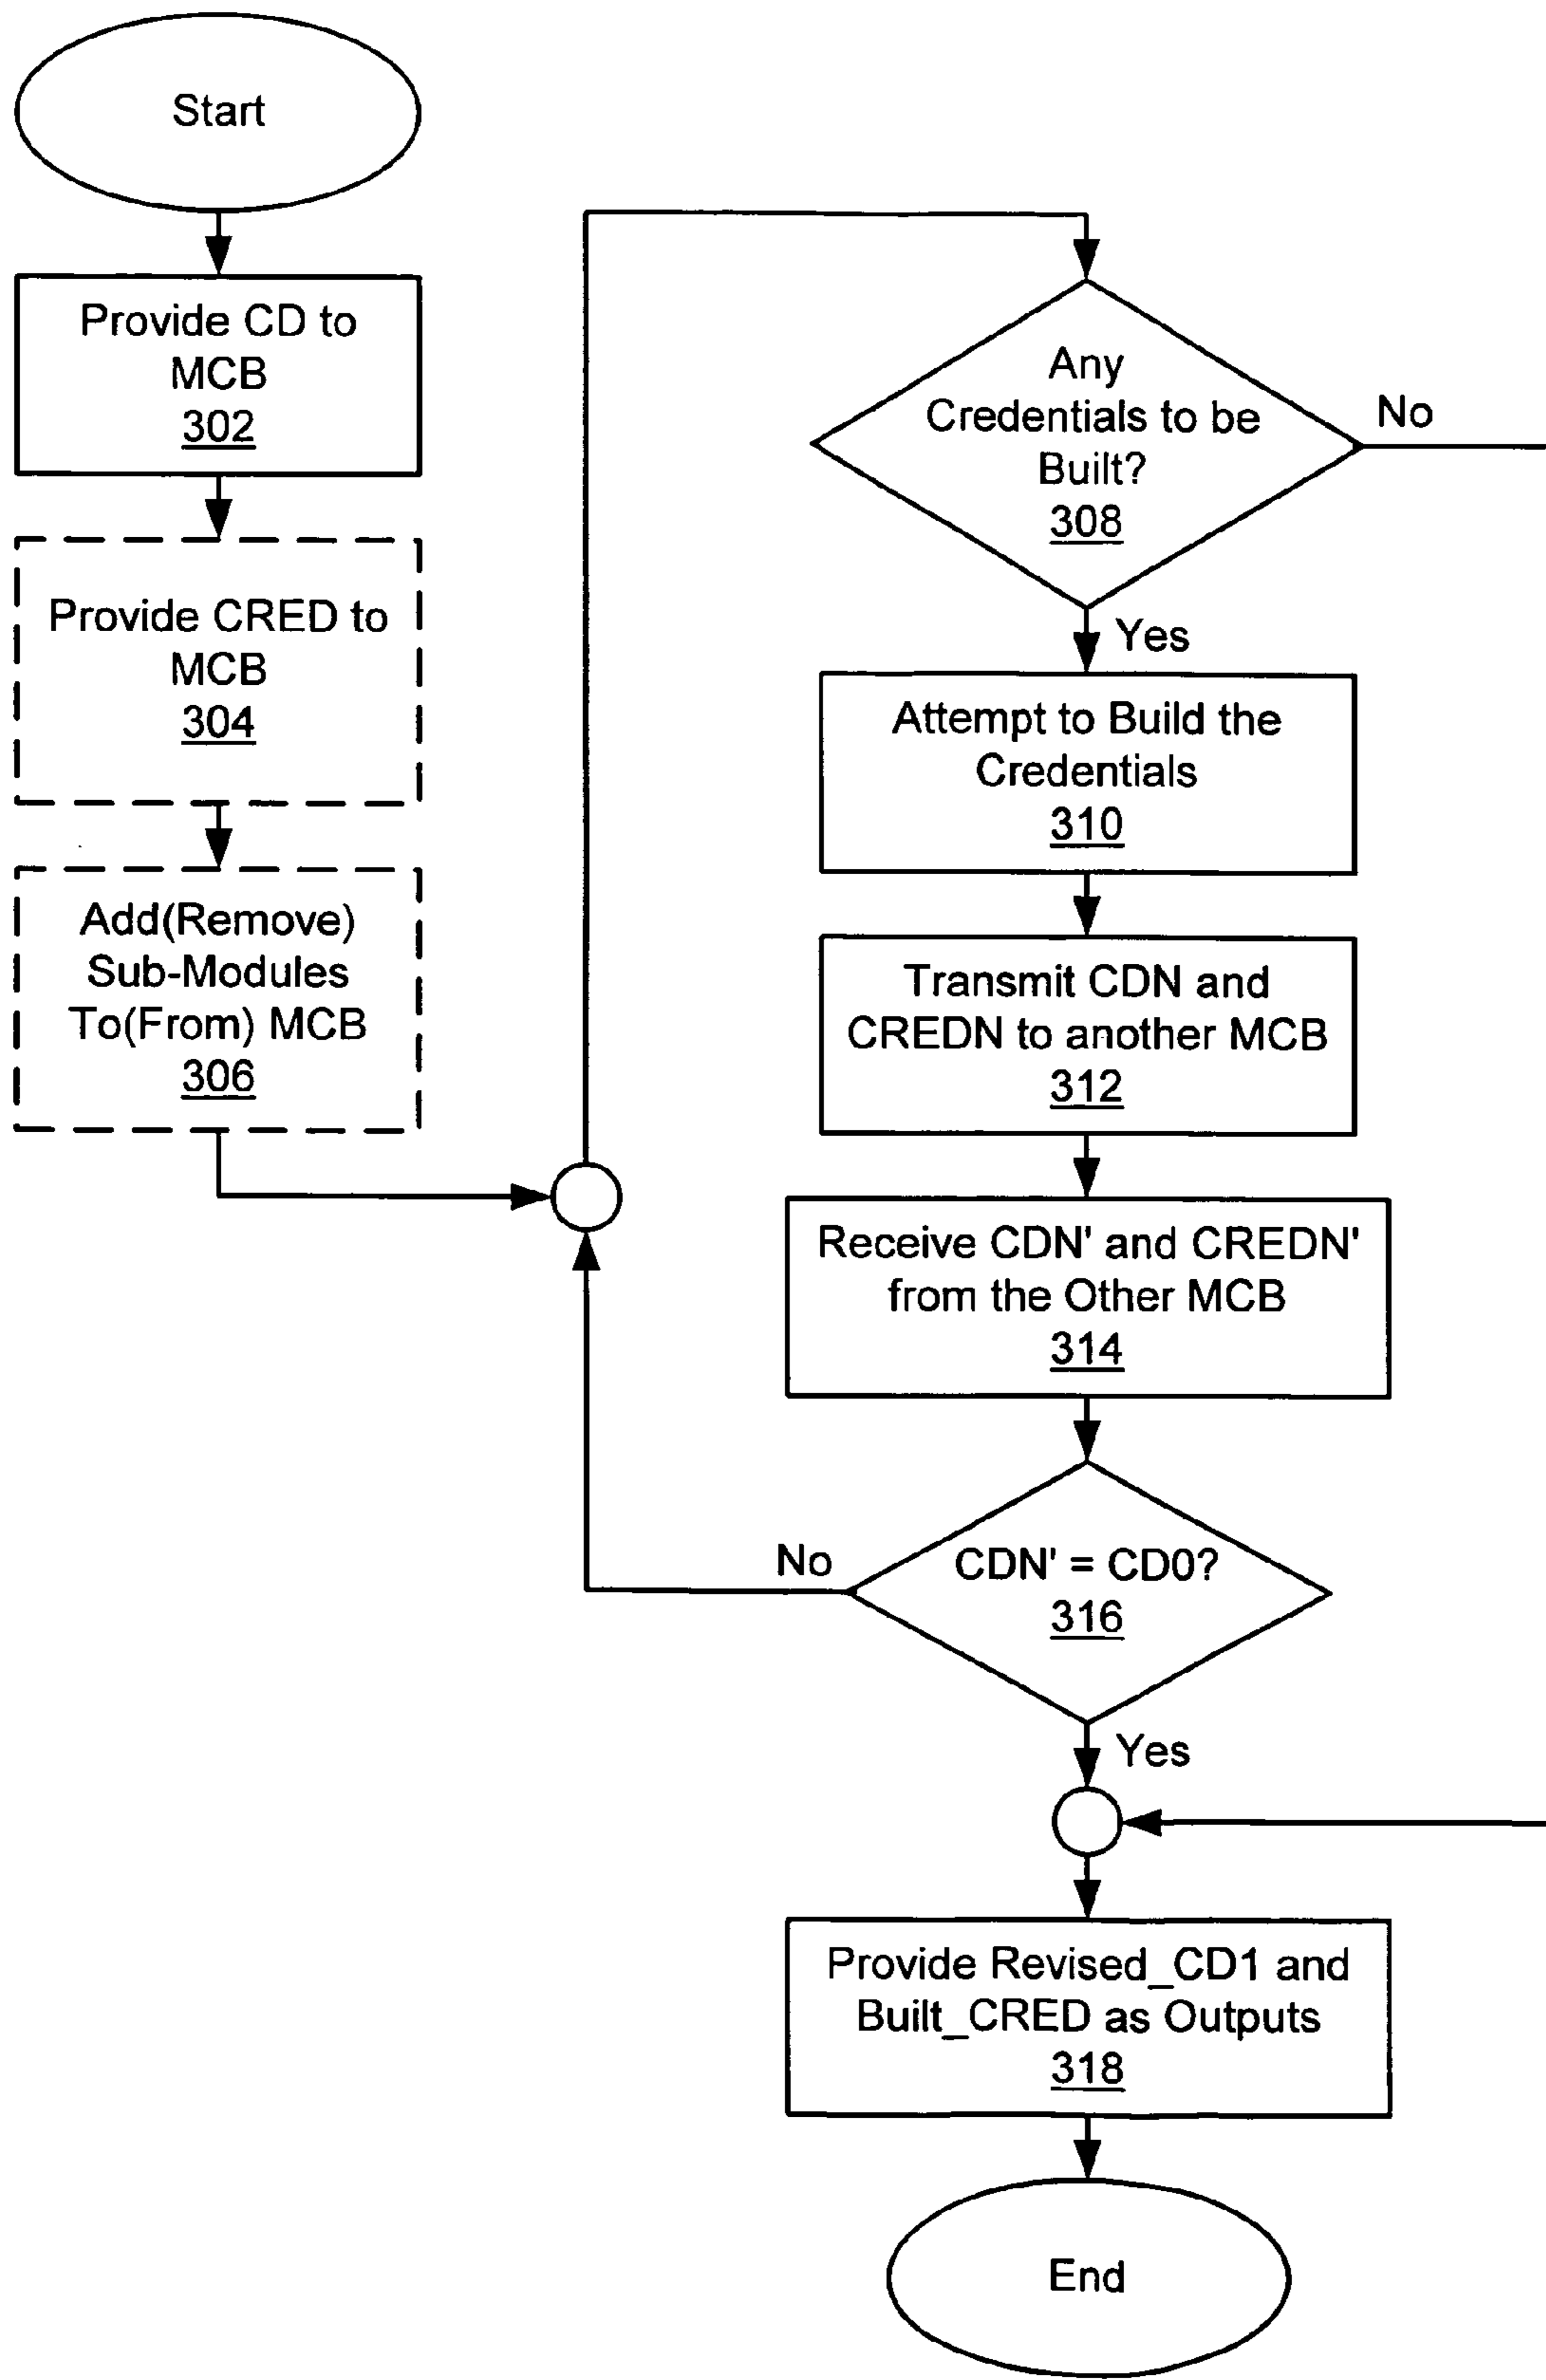 Start
Provide CD to
MCB
302
Provide CRED to
MCB
304
Add(Remove)
Sub-Modules
To(From) MCB
306
Any
Credentials to be
Built?
308
No
Yes
Attempt to Build the
Credentials
310
Transmit CDN and
CREDN to another MCB
312
Receive CDN' and CREDN'
from the Other MCB
314
No
CDN' = CD0?
316
Yes
Provide Revised_CD1 and
Built_CRED as Outputs
318
End